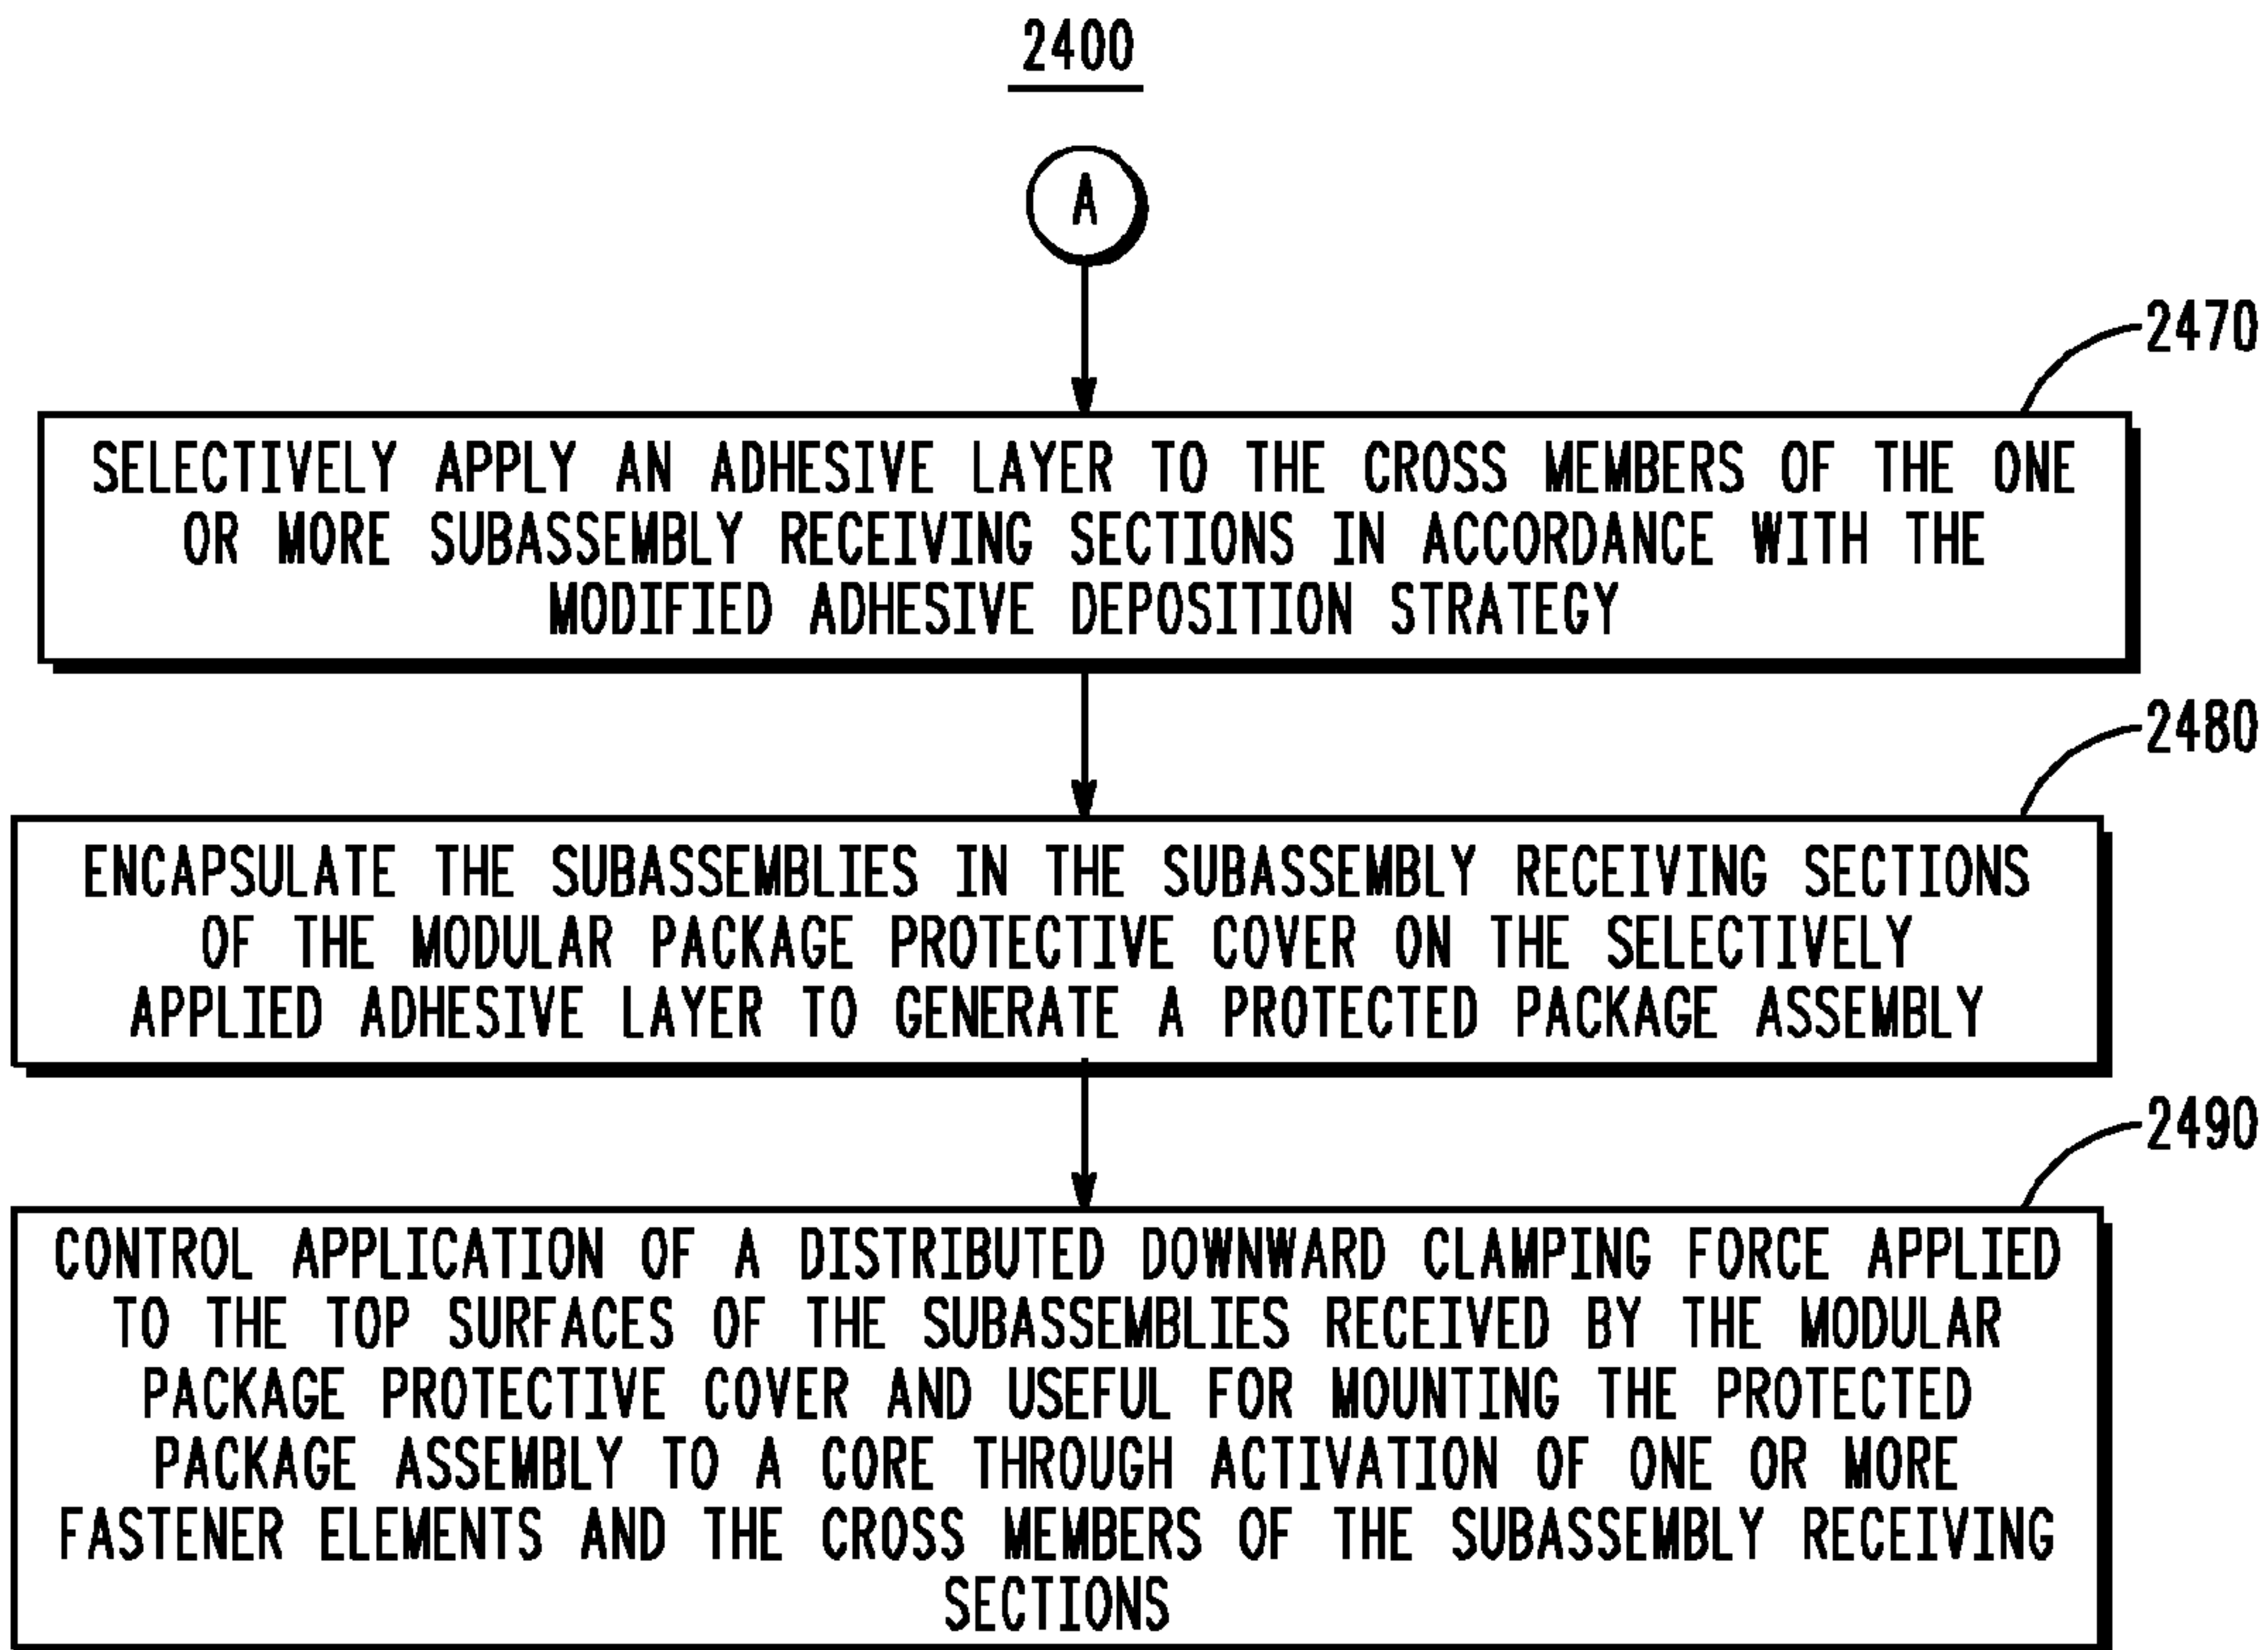 2400
A
2470
SELECTIVELY APPLY AN ADHESIVE LAYER TO THE CROSS MEMBERS OF THE ONE
OR MORE SUBASSEMBLY RECEIVING SECTIONS IN ACCORDANCE WITH THE
MODIFIED ADHESIVE DEPOSITION STRATEGY
2480
ENCAPSULATE THE SUBASSEMBLIES IN THE SUBASSEMBLY RECEIVING SECTIONS
OF THE MODULAR PACKAGE PROTECTIVE COVER ON THE SELECTIVELY
APPLIED ADHESIVE LAYER TO GENERATE A PROTECTED PACKAGE ASSEMBLY
2490
CONTROL APPLICATION OF A DISTRIBUTED DOWNWARD CLAMPING FORCE APPLIED
TO THE TOP SURFACES OF THE SUBASSEMBLIES RECEIVED BY THE MODULAR
PACKAGE PROTECTIVE COVER AND USEFUL FOR MOUNTING THE PROTECTED
PACKAGE ASSEMBLY TO A CORE THROUGH ACTIVATION OF ONE OR MORE
FASTENER ELEMENTS AND THE CROSS MEMBERS OF THE SUBASSEMBLY RECEIVING
SECTIONS